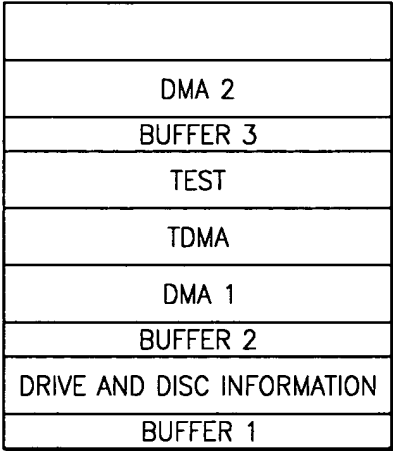 DMA 2
BUFFER 3
TEST
TDMA
DMA 1
BUFFER 2
DRIVE AND DISC INFORMATION
BUFFER 1